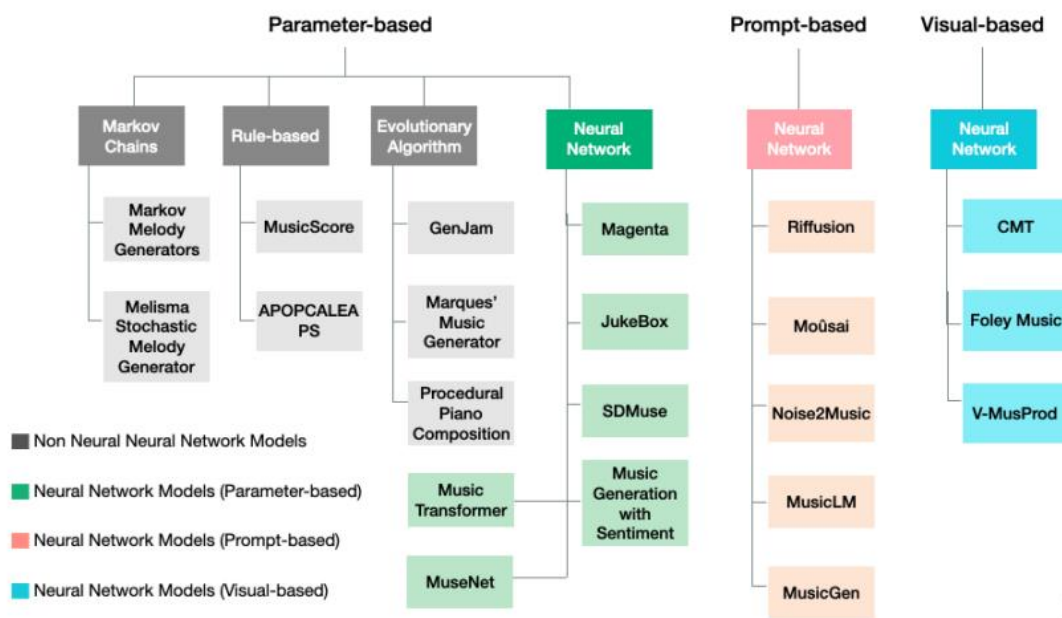 Parameter-based
Prompt-based
Visual-based
Markov
Chains
Rule-based
Evolutionary
Algorithm
Neural
Network
Neural
Network
Neural
Network
Markov
Melody
Generators
MusicScore
GenJam
Magenta
Riffusion
CMT
Melisma
Stochastic
Melody
Generator
APOPCALEA
PS
Marques'
Music
Generator
JukeBox
Moûsai
Foley Music
Procedural
Piano
Composition
SDMuse
Noise2Music
V-MusProd
Music
Transformer
Music
Generation
with
Sentiment
MusicLM
MuseNet
MusicGen
Non Neural Neural Network Models
Neural Network Models (Parameter-based)
Neural Network Models (Prompt-based)
Neural Network Models (Visual-based)